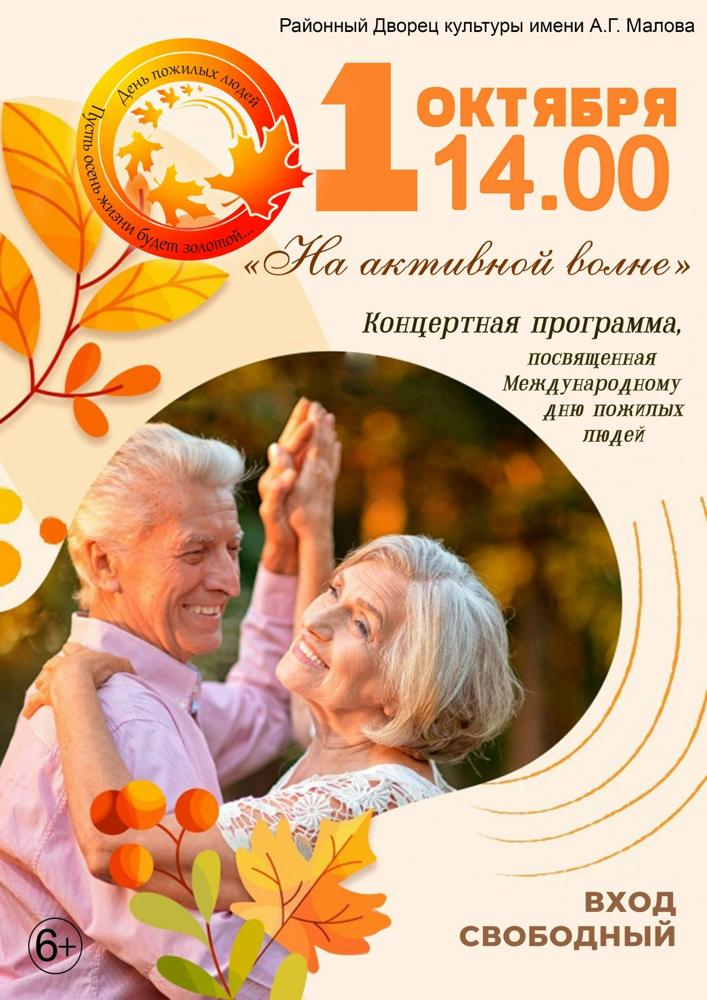 Районный Дворец культуры имени А.Г. Малова
День пожилых людей
Пусть осень жизни будет золотой...
1 ОКТЯБРЯ
14.00
«На активной волне»
Концертная программа,
посвященная
Международному
дню пожилых
людей
ВХОД
СВОБОДНЫЙ
6+